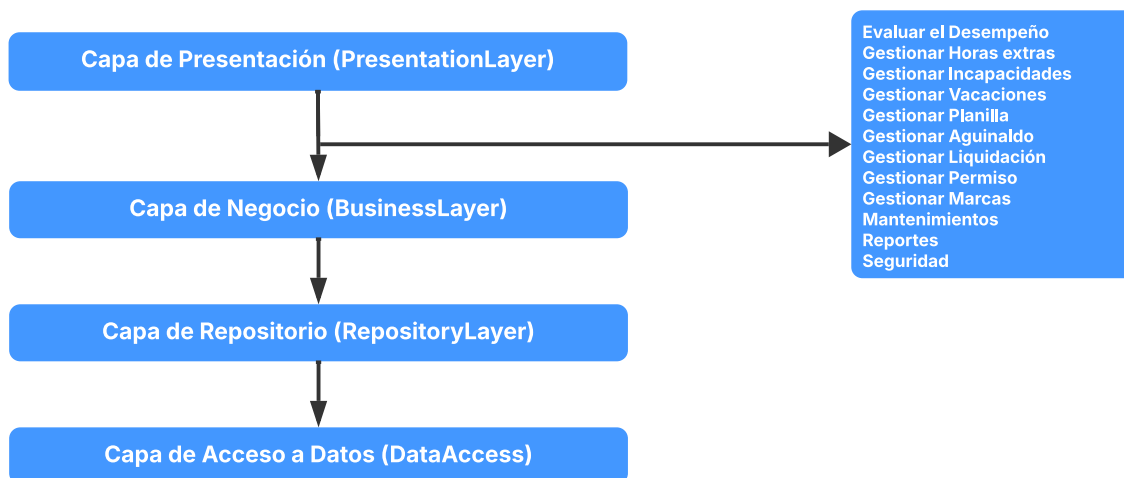 Capa de Presentación (PresentationLayer)
Evaluar el Desempeño
Gestionar Horas extras
Gestionar Incapacidades
Gestionar Vacaciones
Gestionar Planilla
Gestionar Aguinaldo
Gestionar Liquidación
Gestionar Permiso
Gestionar Marcas
Mantenimientos
Reportes
Seguridad
Capa de Negocio (BusinessLayer)
Capa de Repositorio (RepositoryLayer)
Capa de Acceso a Datos (DataAccess)